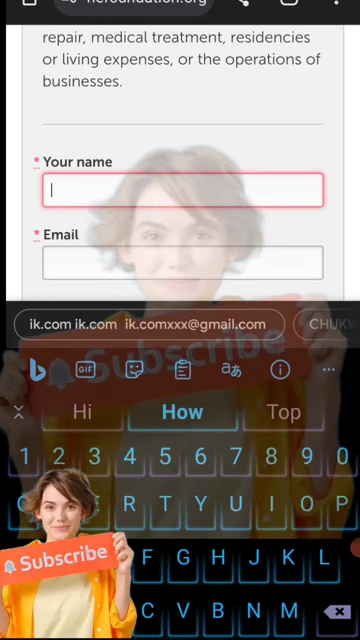 repair, medical treatment, residencies
or living expenses, or the operations of
businesses.
* Your name
* Email
ik.com ik.com ik.comxxx@gmail.com
Subscribe
GIF
Hi How Top
1 2 3 4 5 6 7 8 9 0
R T Y U I O P
Subscribe
F G H J K L
C V B N M